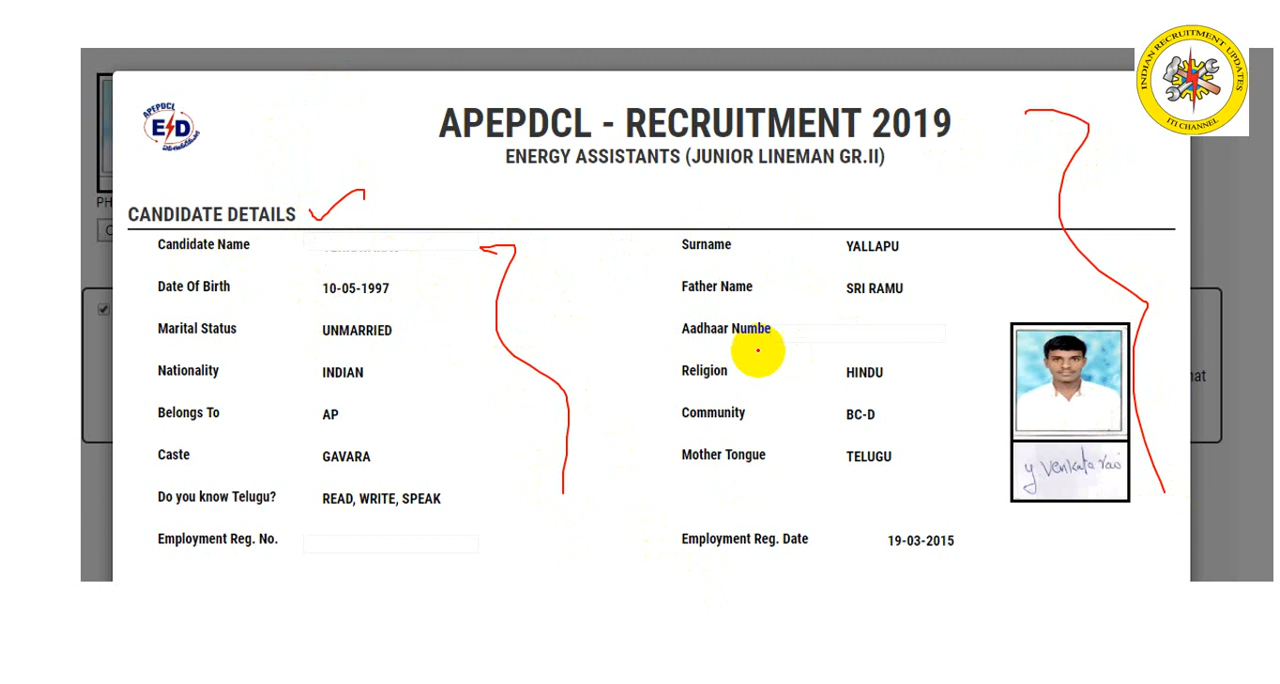 INDIAN RECRUITMENT UPDATES
ITI CHANNEL
APEPDCL
ESD
APEPDCL - RECRUITMENT 2019
ENERGY ASSISTANTS (JUNIOR LINEMAN GR.II)
PH
CANDIDATE DETAILS
C
Candidate Name
Surname YALLAPU
Date Of Birth 10-05-1997
Father Name SRI RAMU
Marital Status UNMARRIED
Aadhaar Numbe
Nationality INDIAN
Religion HINDU
hat
Belongs To AP
Community BC-D
Caste GAVARA
Mother Tongue TELUGU
y Venkata rao
Do you know Telugu? READ, WRITE, SPEAK
Employment Reg. No.
Employment Reg. Date 19-03-2015